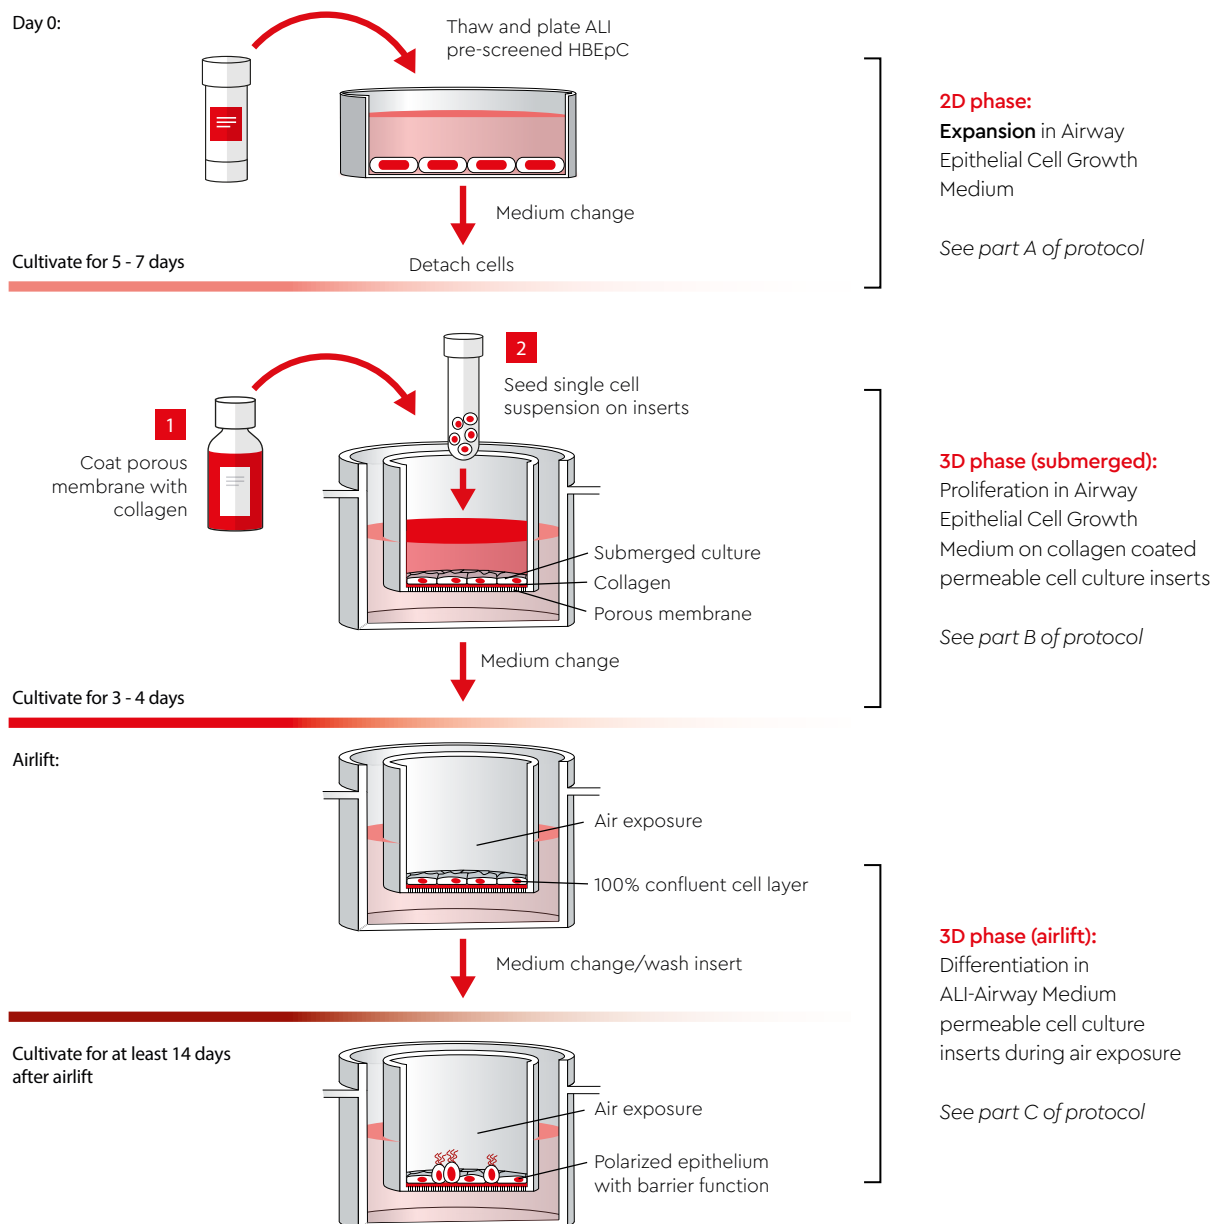 Day 0:
Thaw and plate ALI
pre-screened HBEpC
2D phase:
Expansion in Airway
Epithelial Cell Growth
Medium
See part A of protocol
Medium change
Cultivate for 5 - 7 days
Detach cells
1
Coat porous
membrane with
collagen
2
Seed single cell
suspension on inserts
Submerged culture
Collagen
Porous membrane
3D phase (submerged):
Proliferation in Airway
Epithelial Cell Growth
Medium on collagen coated
permeable cell culture inserts
See part B of protocol
Medium change
Cultivate for 3 - 4 days
Airlift:
Air exposure
100% confluent cell layer
Medium change/wash insert
3D phase (airlift):
Differentiation in
ALI-Airway Medium
permeable cell culture
inserts during air exposure
See part C of protocol
Cultivate for at least 14 days
after airlift
Air exposure
Polarized epithelium
with barrier function